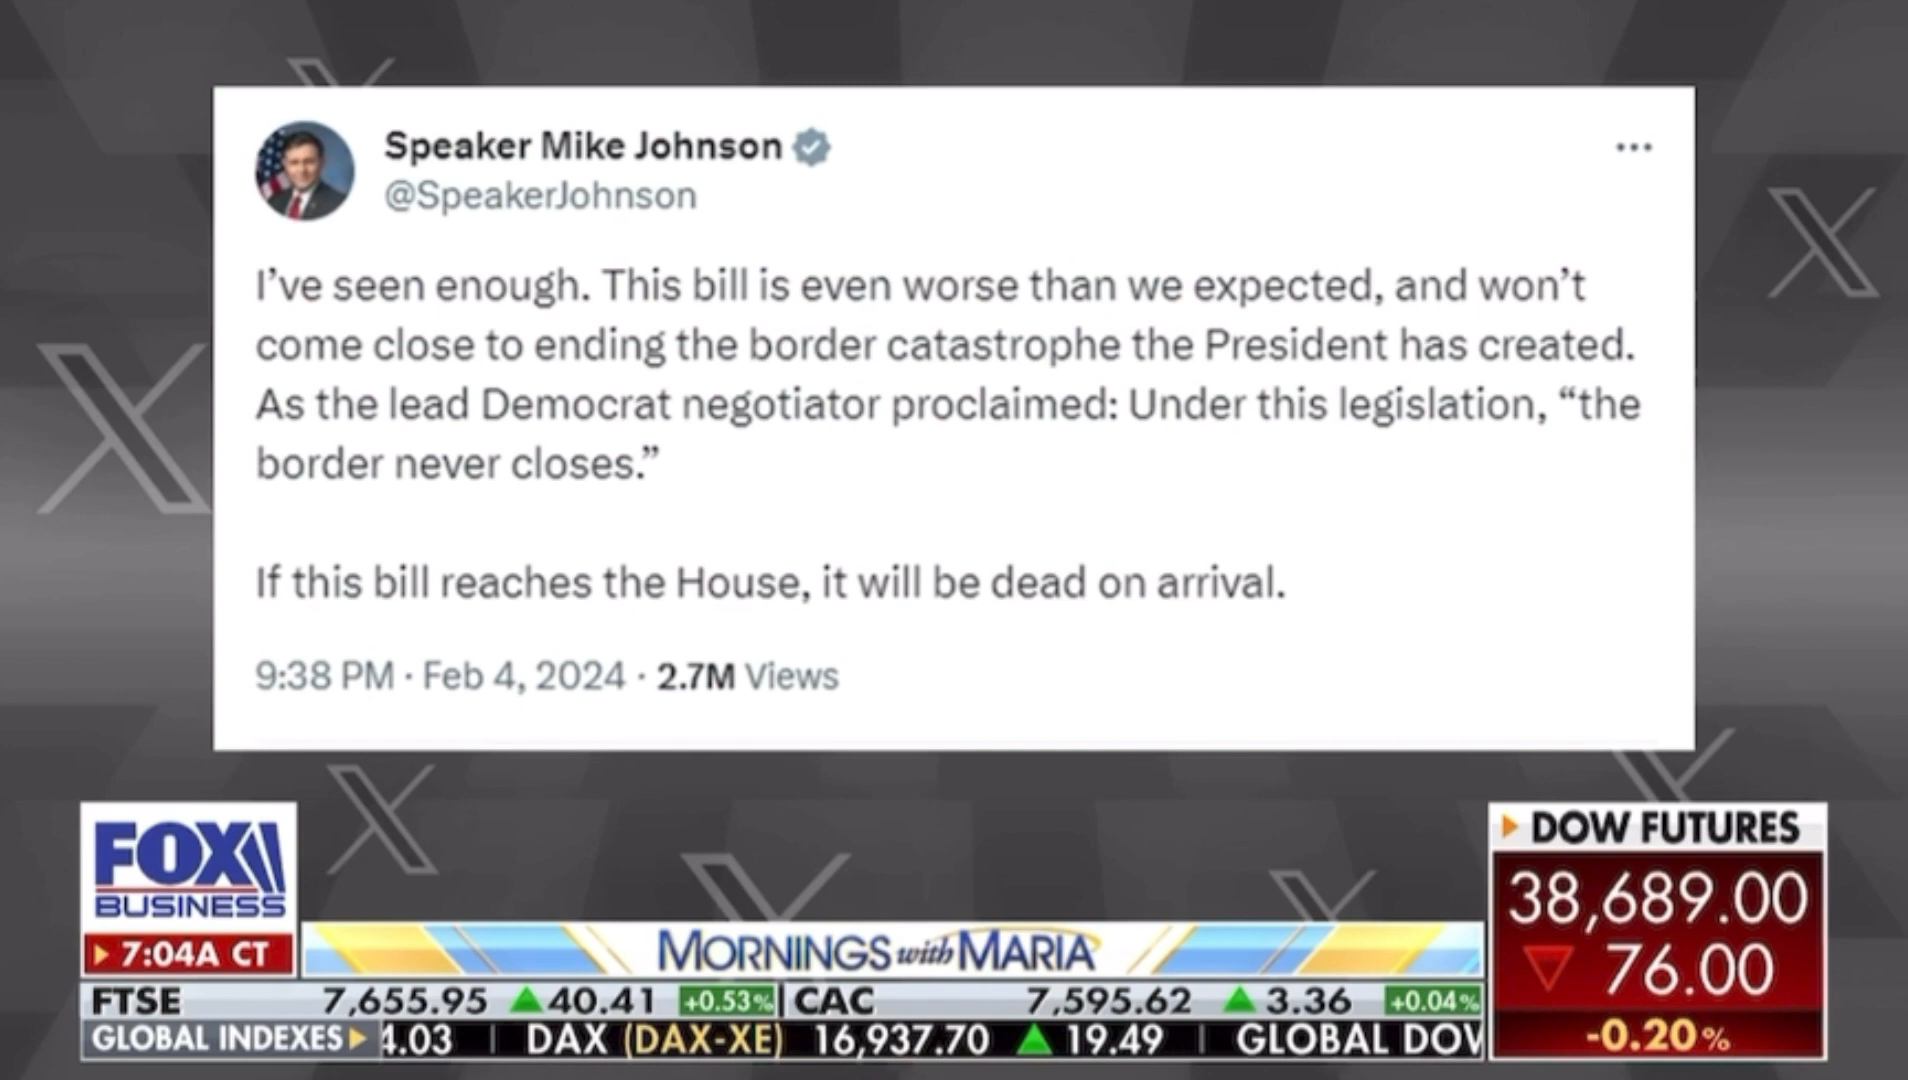 Speaker Mike Johnson
@SpeakerJohnson
I’ve seen enough. This bill is even worse than we expected, and won’t
come close to ending the border catastrophe the President has created.
As the lead Democrat negotiator proclaimed: Under this legislation, “the
border never closes.”
If this bill reaches the House, it will be dead on arrival.
9:38 PM · Feb 4, 2024 · 2.7M Views
FOX
BUSINESS
7:04A CT
MORNINGS with MARIA
DOW FUTURES
38,689.00
▼ 76.00
-0.20%
FTSE 7,655.95 ▲ 40.41 +0.53% | CAC 7,595.62 ▲ 3.36 +0.04%
GLOBAL INDEXES 4.03 | DAX (DAX-XE) 16,937.70 ▲ 19.49 | GLOBAL DOW